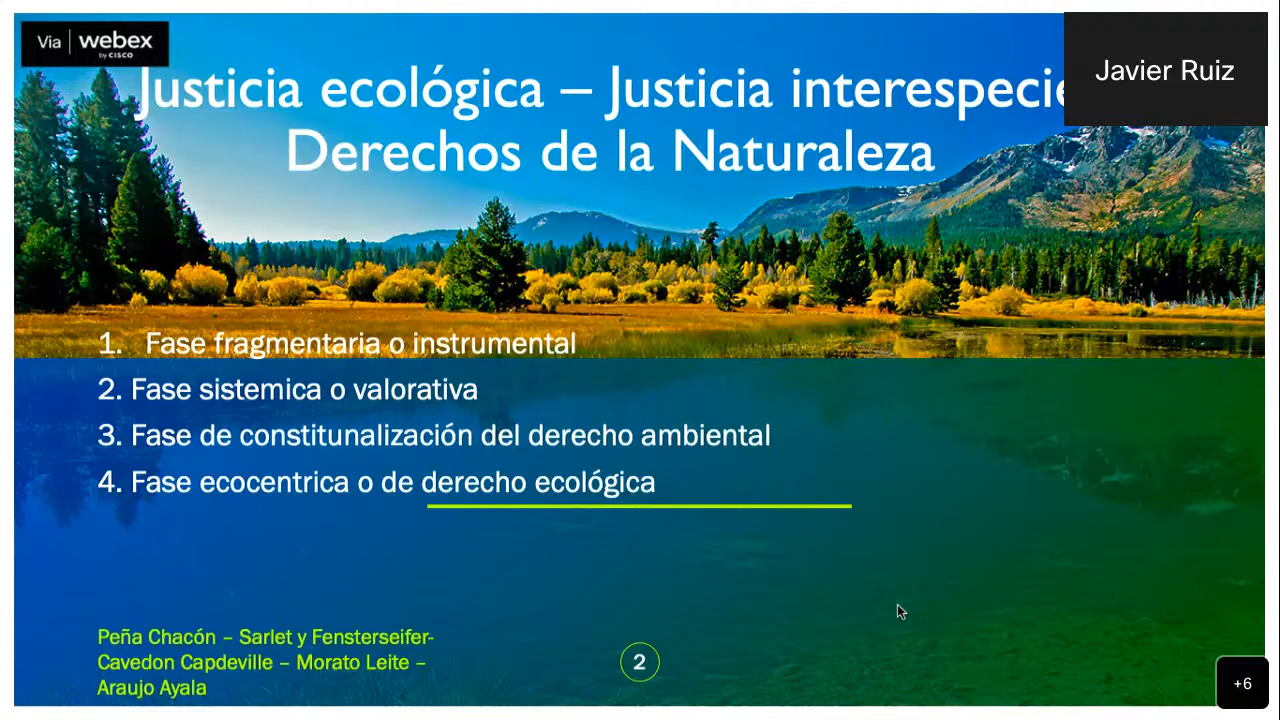 Via webex
by CISCO
Javier Ruiz
Justicia ecológica – Justicia interespecie
Derechos de la Naturaleza
1. Fase fragmentaria o instrumental
2. Fase sistemica o valorativa
3. Fase de constitunalización del derecho ambiental
4. Fase ecocentrica o de derecho ecológica
Peña Chacón – Sarlet y Fensterseifer-
Cavedon Capdeville – Morato Leite –
Araujo Ayala
2
+6